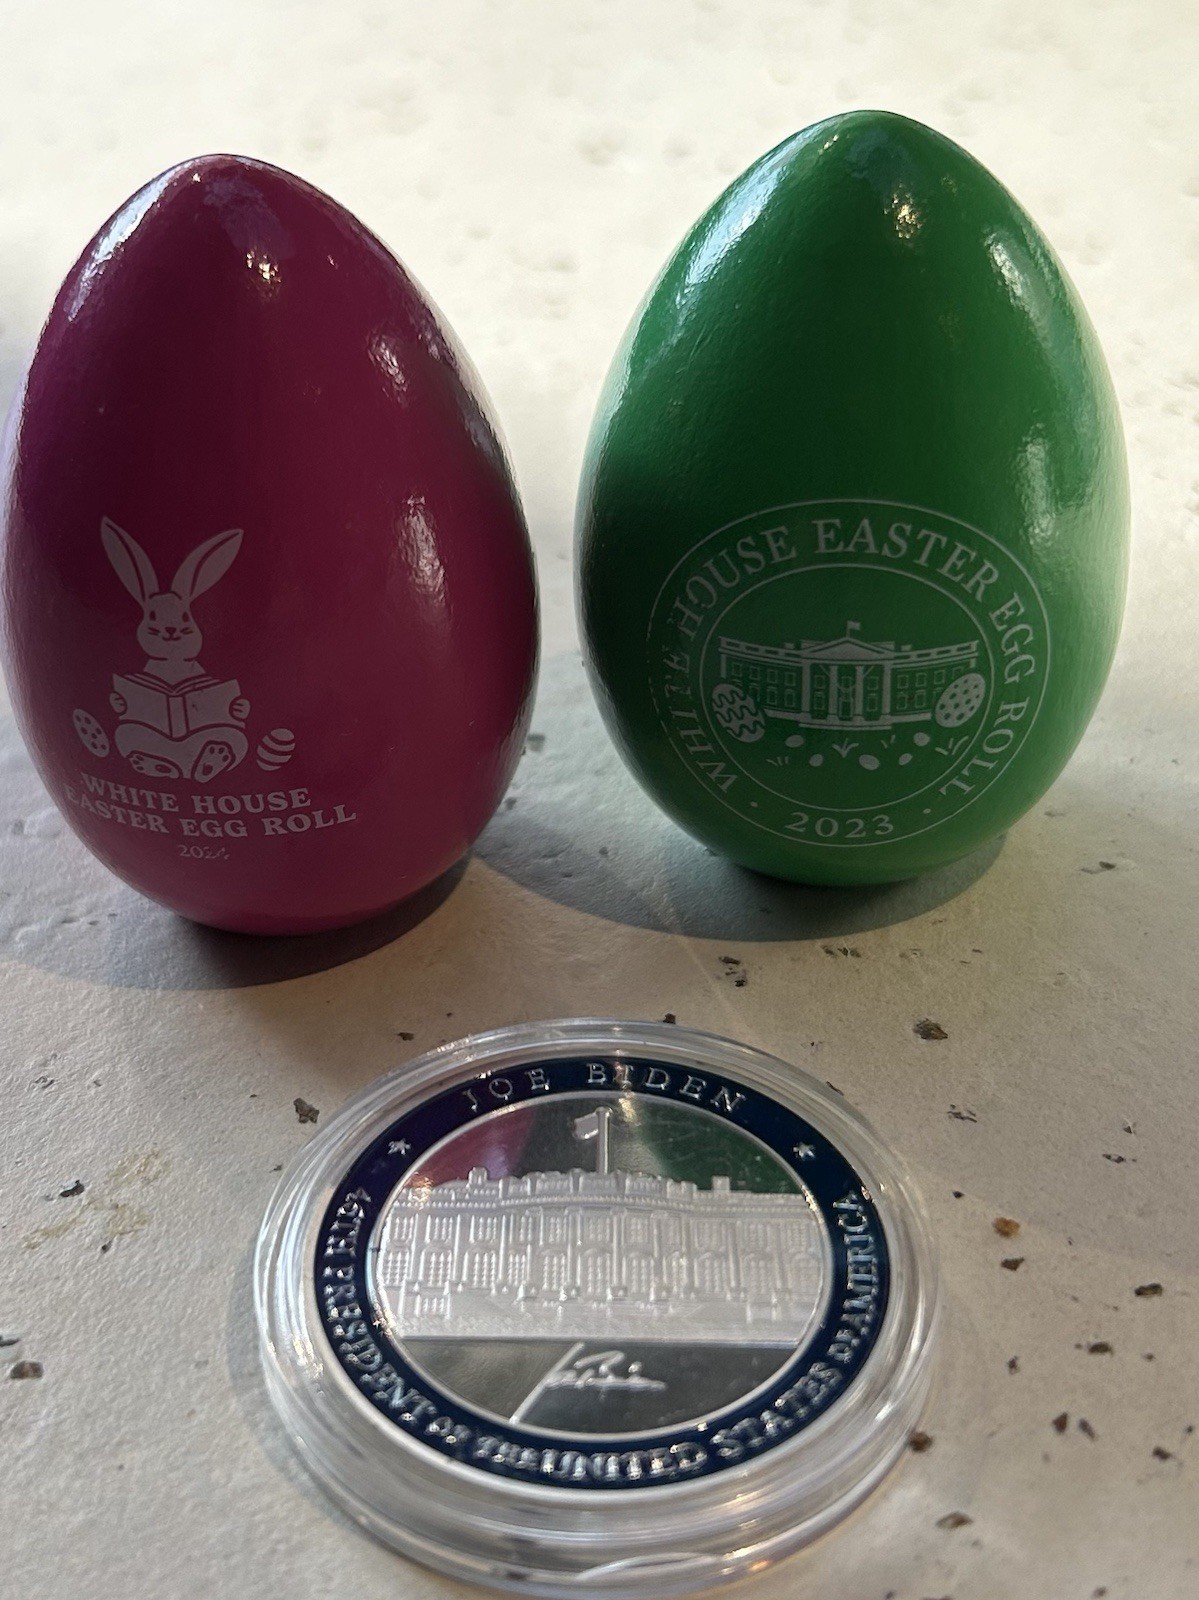 WHITE HOUSE
EASTER EGG ROLL
2024
WHITE HOUSE EASTER EGG ROLL
2023
JOE BIDEN
46TH PRESIDENT OF THE UNITED STATES OF AMERICA